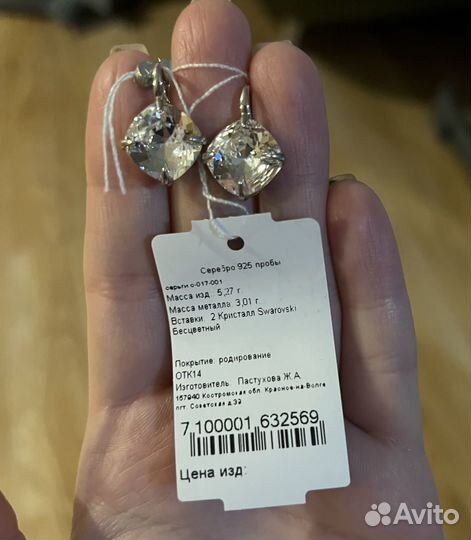 Серебро 925 пробы
серьги с-017-001
Масса изд.: 5,27 г.
Масса металла: 3,01 г.
Вставки: 2 Кристалл Swarovski
Бесцветный
Покрытие: родирование
ОТК14
Изготовитель: Пастухова Ж.А.
157940 Костромская обл. Красное-на-Волге
пгт. Советская д.39
7 100001 632569
Цена изд:
Avito